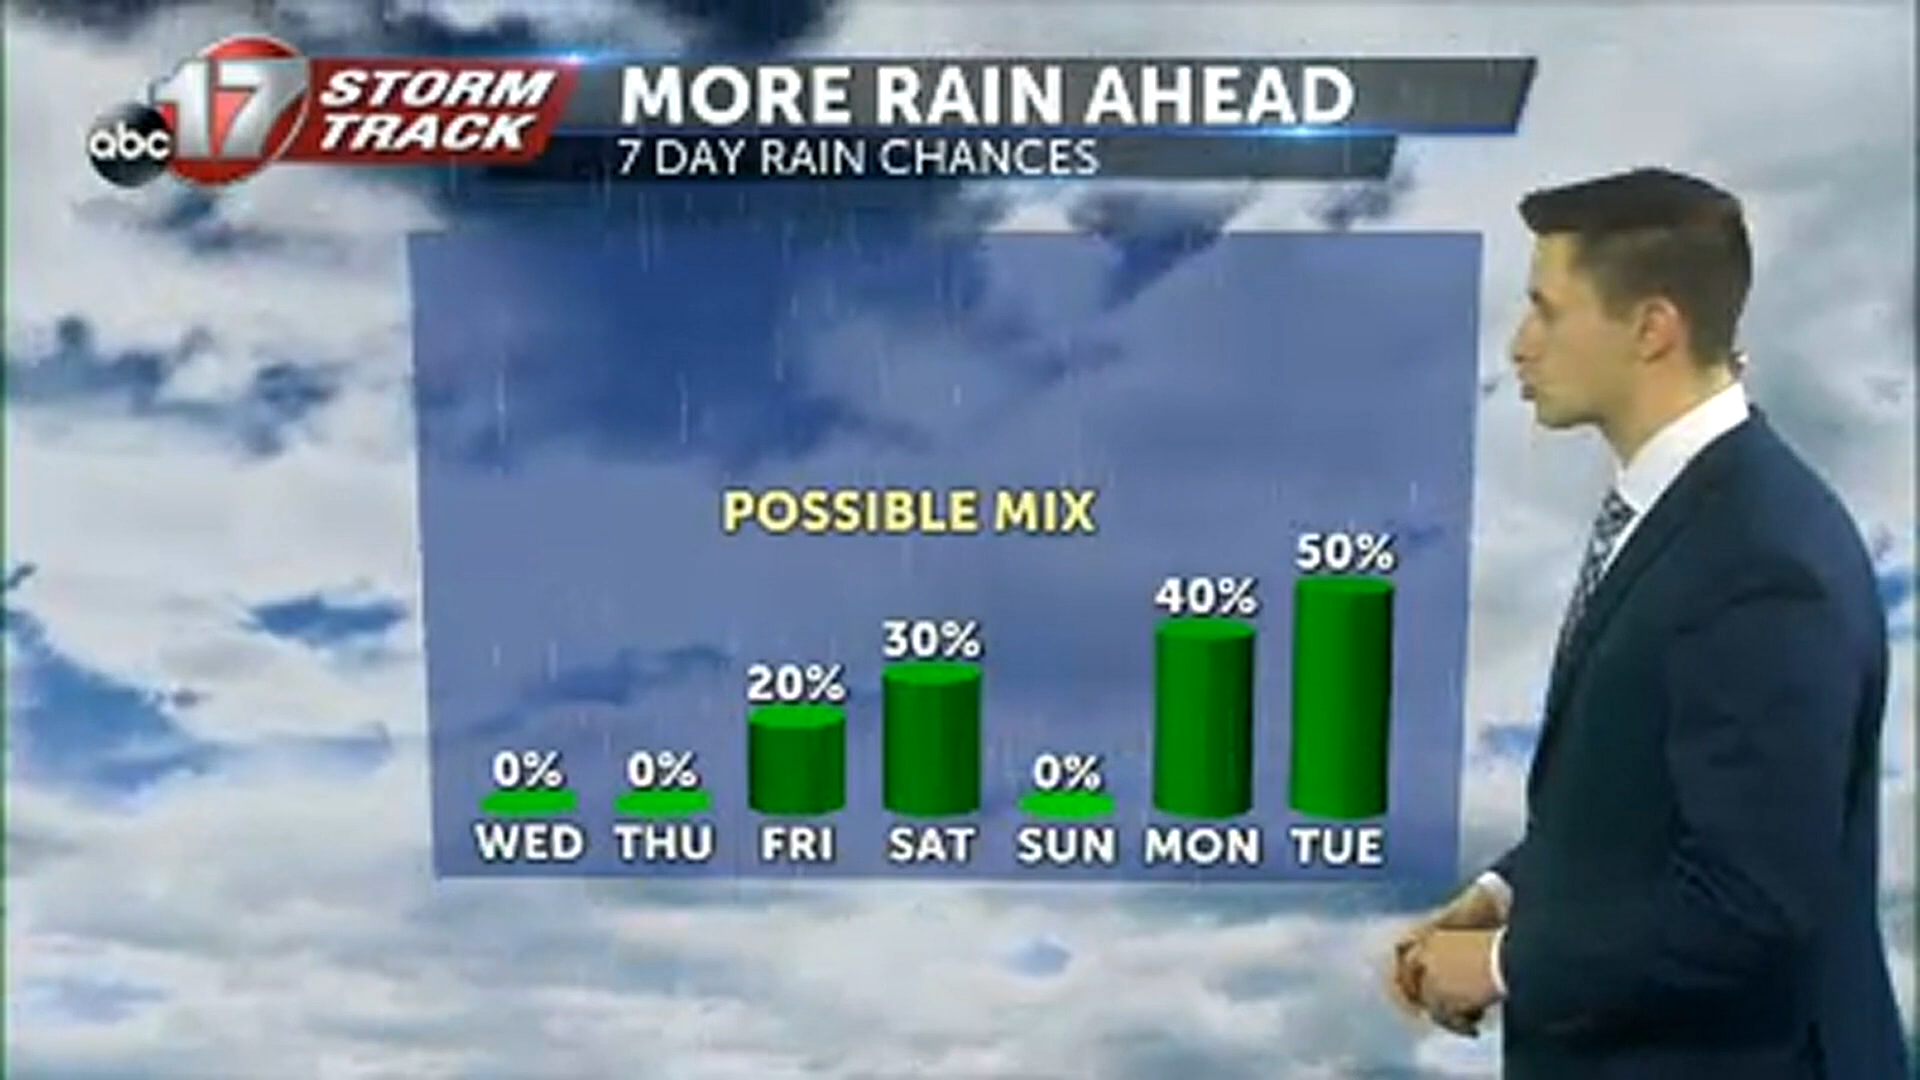 abc 17 STORM TRACK
MORE RAIN AHEAD
7 DAY RAIN CHANCES
POSSIBLE MIX
0% 0% 20% 30% 0% 40% 50%
WED THU FRI SAT SUN MON TUE